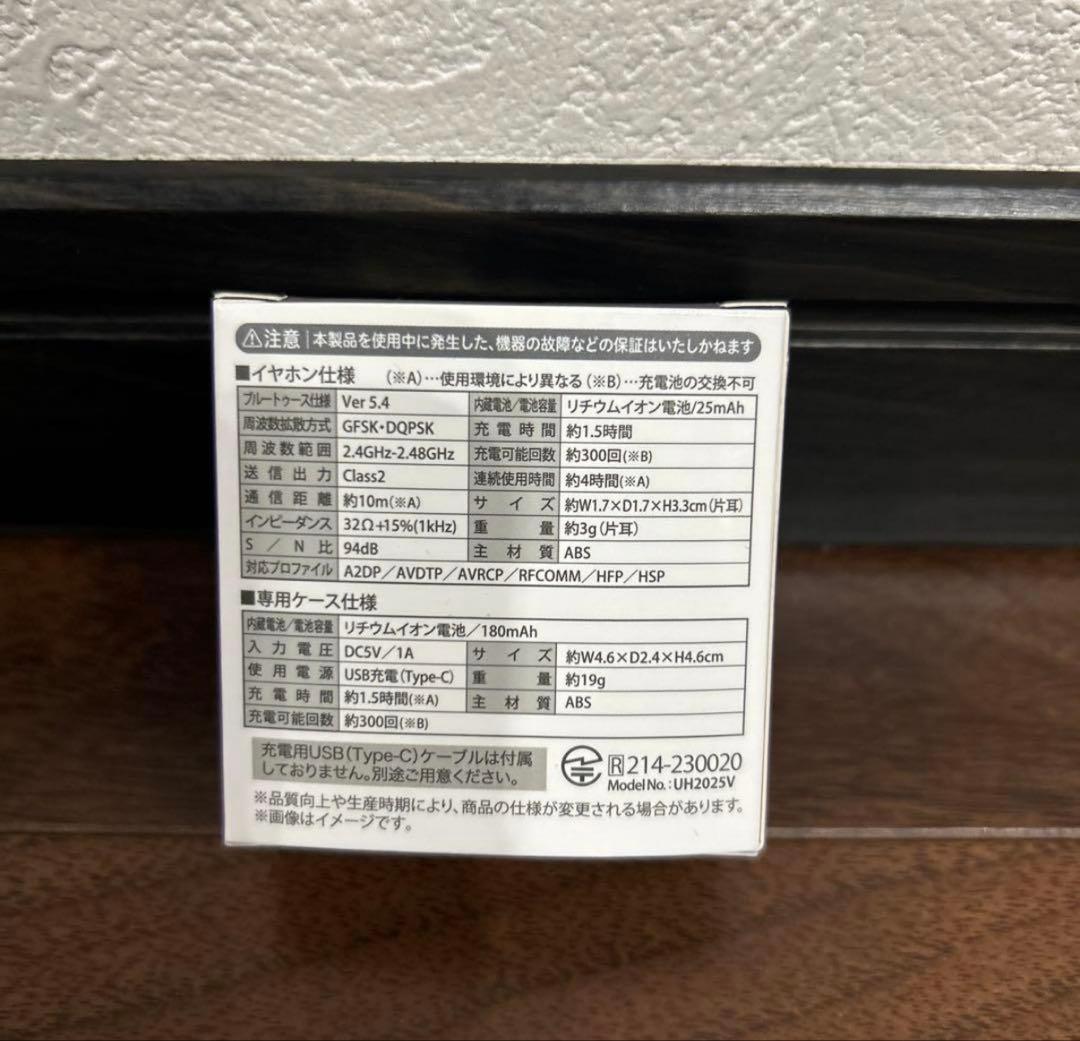 ⚠注意 | 本製品を使用中に発生した、機器の故障などの保証はいたしかねます
■イヤホン仕様 (※A)…使用環境により異なる (※B)…充電池の交換不可
ブルートゥース仕様 Ver 5.4 内蔵電池/電池容量 リチウムイオン電池/25mAh
周波数拡散方式 GFSK・DQPSK 充電時間 約1.5時間
周波数範囲 2.4GHz-2.48GHz 充電可能回数 約300回(※B)
送信出力 Class2 連続使用時間 約4時間(※A)
通信距離 約10m(※A) サイズ 約W1.7×D1.7×H3.3cm(片耳)
インピーダンス 32Ω+15%(1kHz) 重量 約3g(片耳)
S/N比 94dB 主材質 ABS
対応プロファイル A2DP/AVDTP/AVRCP/RFCOMM/HFP/HSP
■専用ケース仕様
内蔵電池/電池容量 リチウムイオン電池/180mAh
入力電圧 DC5V/1A サイズ 約W4.6×D2.4×H4.6cm
使用電源 USB充電(Type-C) 重量 約19g
充電時間 約1.5時間(※A) 主材質 ABS
充電可能回数 約300回(※B)
充電用USB(Type-C)ケーブルは付属
しておりません。別途ご用意ください。
R 214-230020
Model No.:UH2025V
※品質向上や生産時期により、商品の仕様が変更される場合があります。
※画像はイメージです。